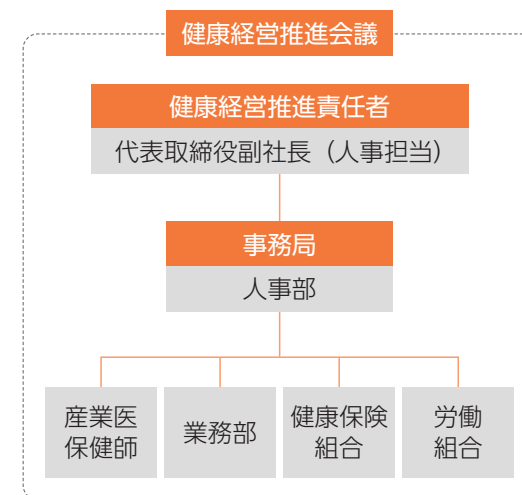 健康経営推進会議
健康経営推進責任者
代表取締役副社長（人事担当）
事務局
人事部
産業医
保健師
業務部
健康保険
組合
労働
組合